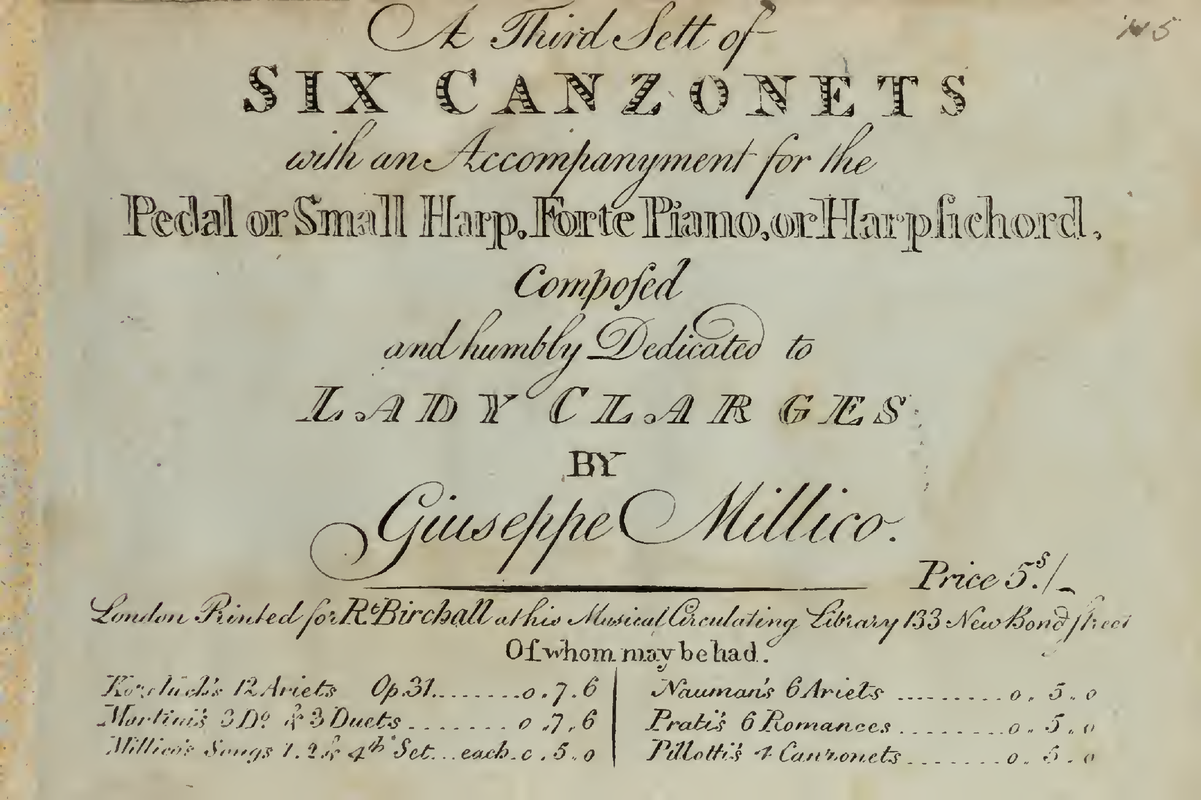 A Third Sett of
SIX CANZONETS
with an Accompanyment for the
Pedal or Small Harp, Forte Piano, or Harpſichord,
Compoſed
and humbly Dedicated to
LADY CLARGES
BY
Giuseppe Millico.
Price 5.s/-
London Printed for Rt. Birchall at his Musical Circulating Library 133 New Bond ſtreet
Of whom may be had.
Kozeluch's 12 Ariets Op 31........0.7.6
Martini's 3 Do. & 3 Duets........0.7.6
Millico's Songs 1. 2 & 4th Set...each.0.5.0
Nauman's 6 Ariets ..........0.5.0
Prati's 6 Romances..........0.5.0
Pillotti's 4 Canzonets........0.5.0